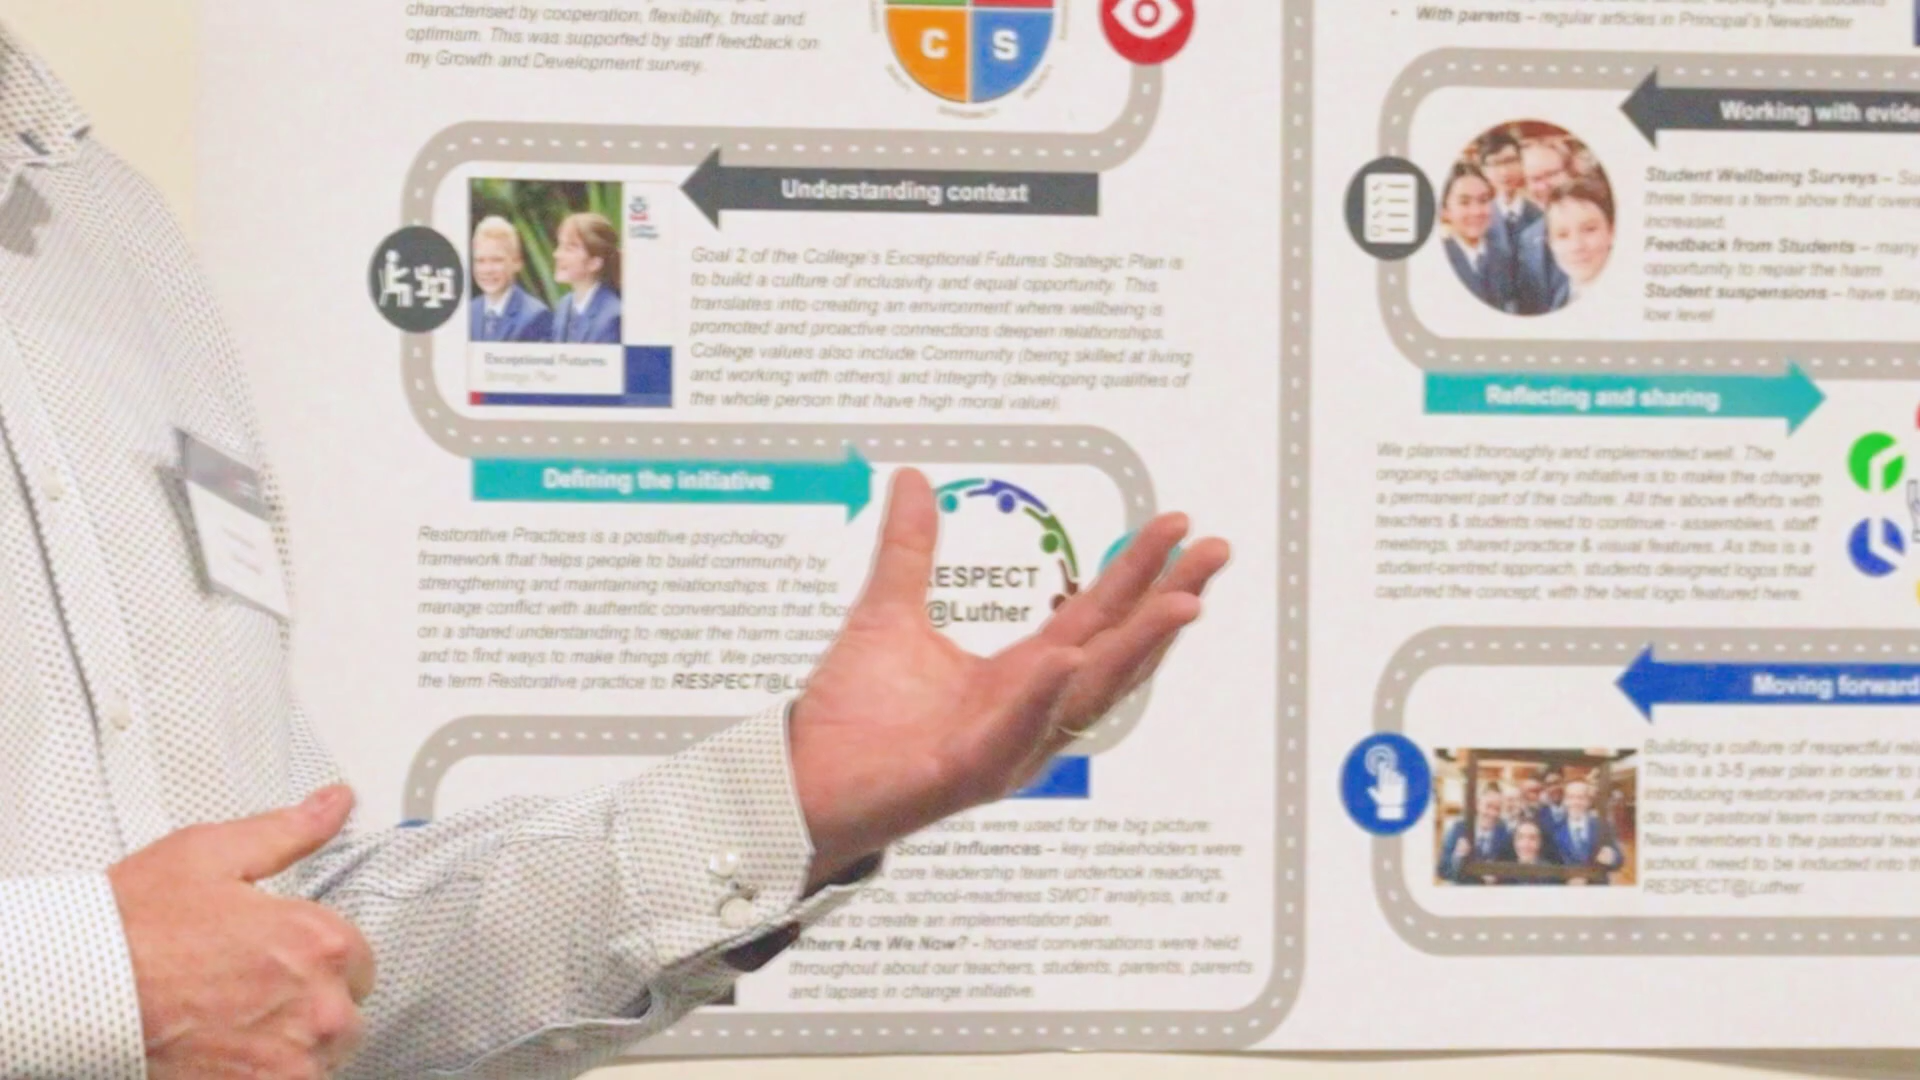 characterised by cooperation, flexibility, trust and
optimism. This was supported by staff feedback on
my Growth and Development survey.
C S
Understanding context
Goal 2 of the College's Exceptional Futures Strategic Plan is
to build a culture of inclusivity and equal opportunity. This
translates into creating an environment where wellbeing is
promoted and proactive connections deepen relationships.
College values also include Community (being skilled at living
and working with others) and Integrity (developing qualities of
the whole person that have high moral value).
Luther
College
Exceptional Futures
Strategic Plan
Defining the initiative
Restorative Practices is a positive psychology
framework that helps people to build community by
strengthening and maintaining relationships. It helps
manage conflict with authentic conversations that foc
on a shared understanding to repair the harm cause
and to find ways to make things right. We persona
the term Restorative practice to RESPECT@Lu
RESPECT
@Luther
were used for the big picture:
Social Influences – key stakeholders were
core leadership team undertook readings,
PDs, school-readiness SWOT analysis, and a
to create an implementation plan.
Where Are We Now? - honest conversations were held
throughout about our teachers, students, parents, parents
and lapses in change initiative.
• With parents – regular articles in Principal's Newsletter
Working with evide
Student Wellbeing Surveys – Su
three times a term show that overa
increased.
Feedback from Students – many
opportunity to repair the harm
Student suspensions – have stay
low level
Reflecting and sharing
We planned thoroughly and implemented well. The
ongoing challenge of any initiative is to make the change
a permanent part of the culture. All the above efforts with
teachers & students need to continue - assemblies, staff
meetings, shared practice & visual features. As this is a
student-centred approach, students designed logos that
captured the concept, with the best logo featured here.
Moving forward
Building a culture of respectful rela
This is a 3-5 year plan in order to
introducing restorative practices. A
do, our pastoral team cannot mov
New members to the pastoral tea
school, need to be inducted into th
RESPECT@Luther.